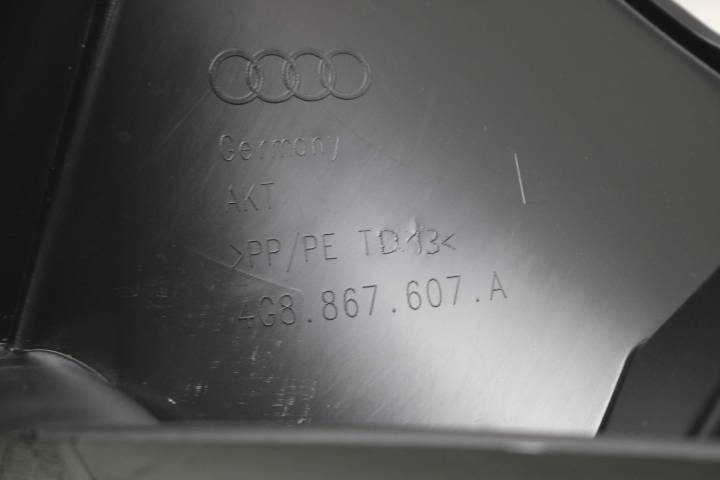 Germany
AKT
>PP/PE TD13<
4G8.867.607.A